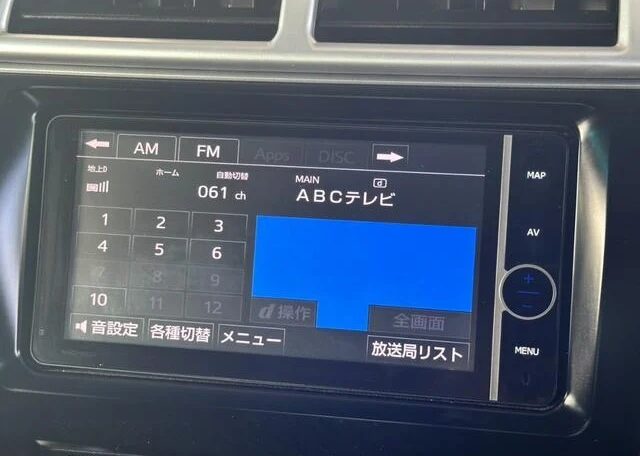 AM FM Apps DISC
MAP
地上D ホーム 自動切替 MAIN d
061 ch ABCテレビ
1 2 3
AV
4 5 6
7 8 9
10 11 12
+
−
d操作 全画面
音設定 各種切替 メニュー 放送局リスト
MENU